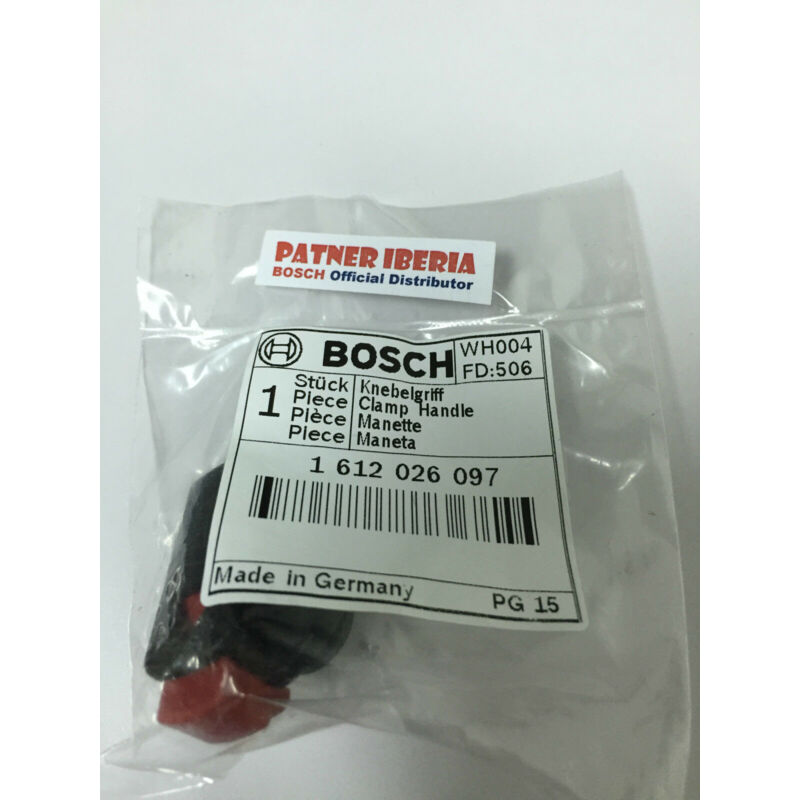 PATNER IBERIA
BOSCH Official Distributor
BOSCH
WH004
FD:506
1
Stück
Piece
Pièce
Piece
Knebelgriff
Clamp Handle
Manette
Maneta
1 612 026 097
Made in Germany
PG 15